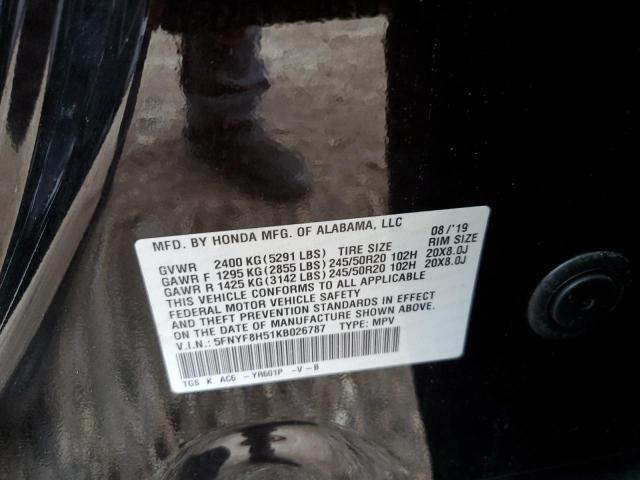 MFD. BY HONDA MFG. OF ALABAMA, LLC 08/'19
GVWR 2400 KG(5291 LBS) TIRE SIZE RIM SIZE
GAWR F 1295 KG(2855 LBS)245/50R20 102H 20X8.0J
GAWR R 1425 KG(3142 LBS)245/50R20 102H 20X8.0J
THIS VEHICLE CONFORMS TO ALL APPLICABLE
FEDERAL MOTOR VEHICLE SAFETY
AND THEFT PREVENTION STANDARDS IN EFFECT
ON THE DATE OF MANUFACTURE SHOWN ABOVE.
V.I.N.: 5FNYF8H51KB026787 TYPE: MPV
TGS K AC6 -YR601P -V-B